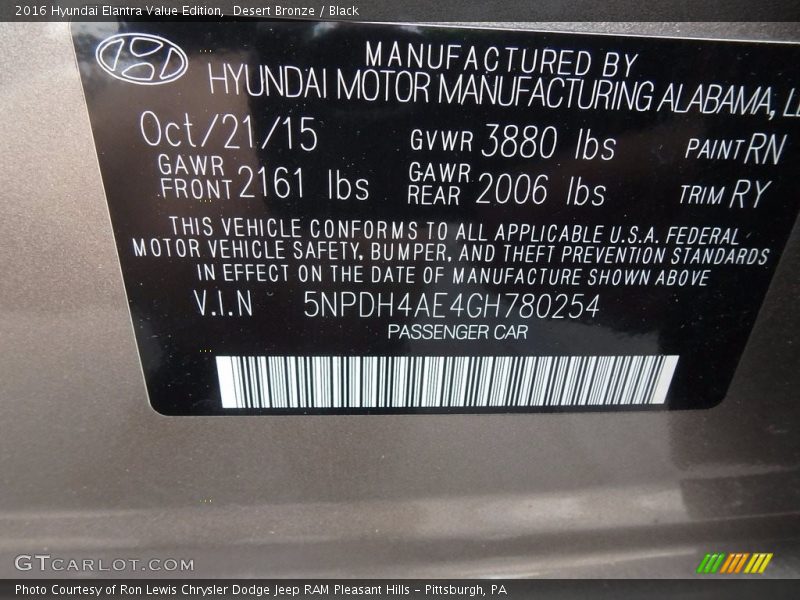 2016 Hyundai Elantra Value Edition,  Desert Bronze / Black
MANUFACTURED BY
HYUNDAI MOTOR MANUFACTURING ALABAMA,
Oct/21/15 GVWR 3880 lbs PAINT RN
GAWR FRONT 2161 lbs GAWR REAR 2006 lbs TRIM RY
THIS VEHICLE CONFORMS TO ALL APPLICABLE U.S.A. FEDERAL
MOTOR VEHICLE SAFETY, BUMPER, AND THEFT PREVENTION STANDARDS
IN EFFECT ON THE DATE OF MANUFACTURE SHOWN ABOVE
V.I.N 5NPDH4AE4GH780254
PASSENGER CAR
GTCARLOT.COM
Photo Courtesy of Ron Lewis Chrysler Dodge Jeep RAM Pleasant Hills - Pittsburgh, PA